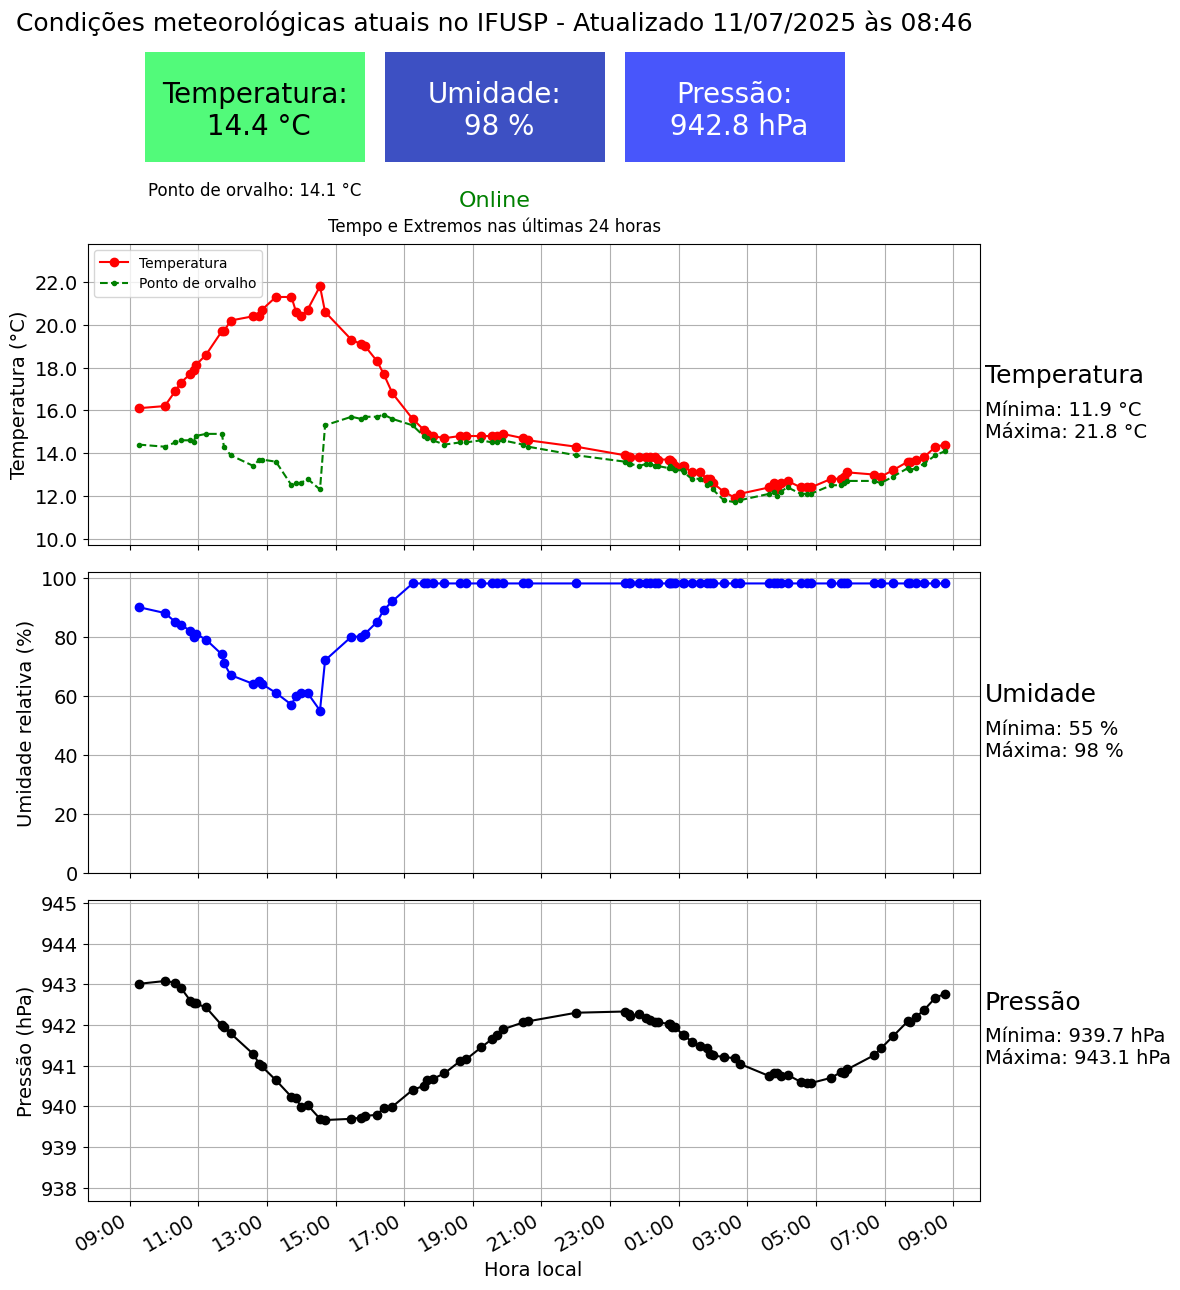 Condições meteorológicas atuais no IFUSP - Atualizado 11/07/2025 às 08:46
Temperatura:
14.4 °C
Umidade:
98 %
Pressão:
942.8 hPa
Ponto de orvalho: 14.1 °C
Online
Tempo e Extremos nas últimas 24 horas
Temperatura
Ponto de orvalho
Temperatura (°C)
22.0
20.0
18.0
16.0
14.0
12.0
10.0
Temperatura
Mínima: 11.9 °C
Máxima: 21.8 °C
Umidade relativa (%)
100
80
60
40
20
0
Umidade
Mínima: 55 %
Máxima: 98 %
Pressão (hPa)
945
944
943
942
941
940
939
938
Pressão
Mínima: 939.7 hPa
Máxima: 943.1 hPa
09:00 11:00 13:00 15:00 17:00 19:00 21:00 23:00 01:00 03:00 05:00 07:00 09:00
Hora local